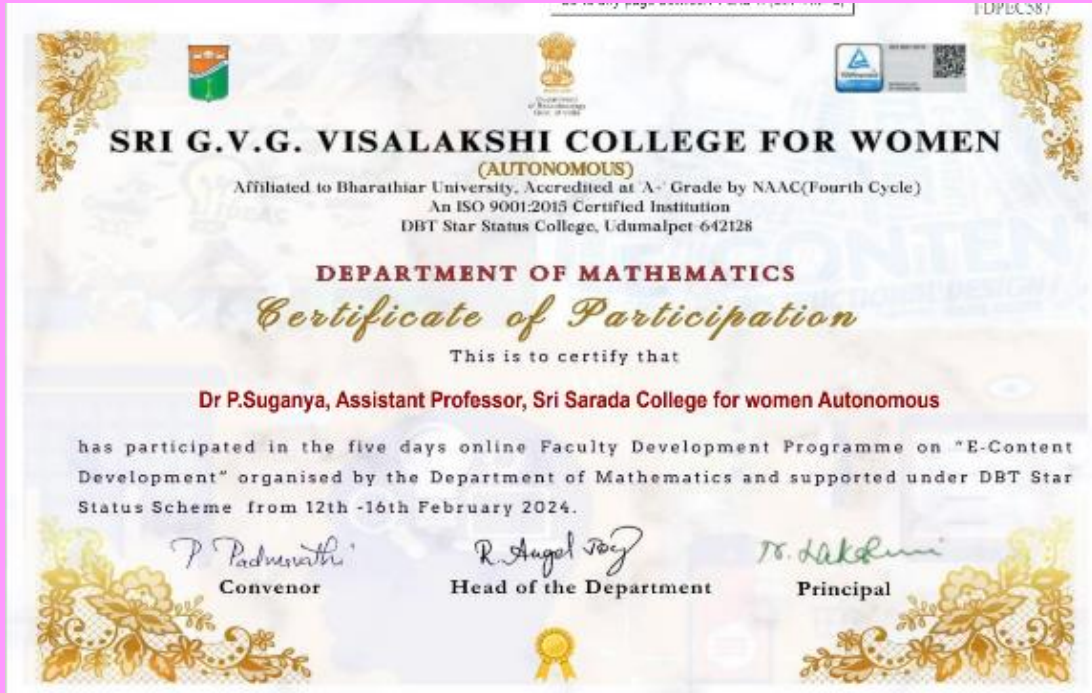 FDPEC587
SRI G.V.G. VISALAKSHI COLLEGE FOR WOMEN
(AUTONOMOUS)
Affiliated to Bharathiar University, Accredited at 'A+' Grade by NAAC(Fourth Cycle)
An ISO 9001:2015 Certified Institution
DBT Star Status College, Udumalpet-642128
DEPARTMENT OF MATHEMATICS
Certificate of Participation
This is to certify that
Dr P.Suganya, Assistant Professor, Sri Sarada College for women Autonomous
has participated in the five days online Faculty Development Programme on "E-Content
Development" organised by the Department of Mathematics and supported under DBT Star
Status Scheme from 12th -16th February 2024.
P. Padmavathi
R. Angel Joy
N. Lakshmi
Convenor
Head of the Department
Principal